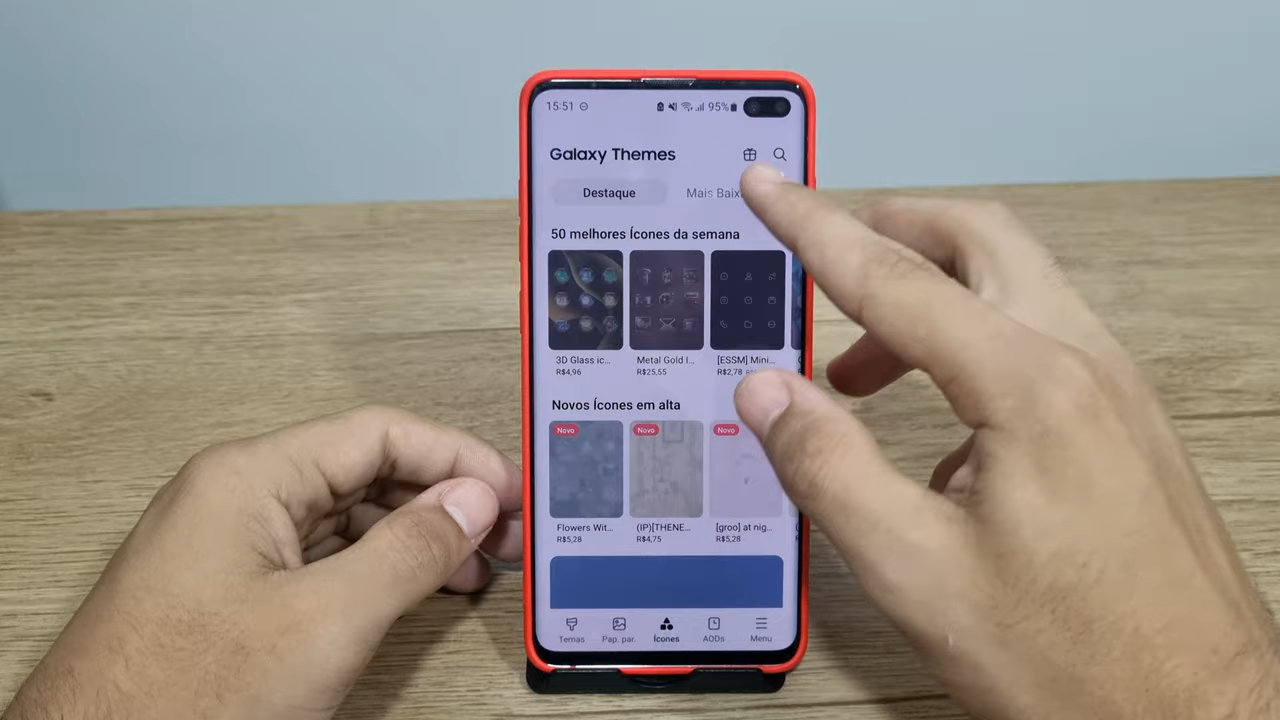 15:51
95%
Galaxy Themes
Destaque
Mais Baix
50 melhores Ícones da semana
3D Glass ic...
Metal Gold I...
[ESSM] Mini...
R$4,96
R$25,55
R$2,78
Novos Ícones em alta
Novo
Novo
Novo
Flowers Wit...
(IP)[THENE...
[groo] at nig...
R$5,28
R$4,75
R$5,28
Temas
Pap. par.
Ícones
AODs
Menu